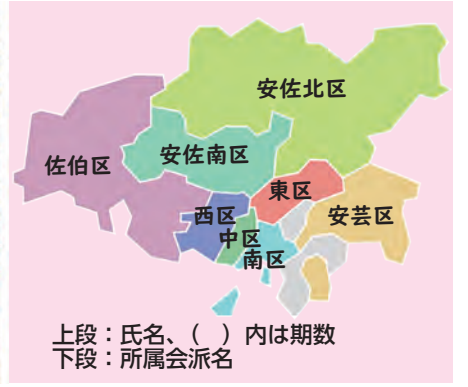 安佐北区
安佐南区
佐伯区
東区
安芸区
西区
中区
南区
上段：氏名、（　）内は期数
下段：所属会派名